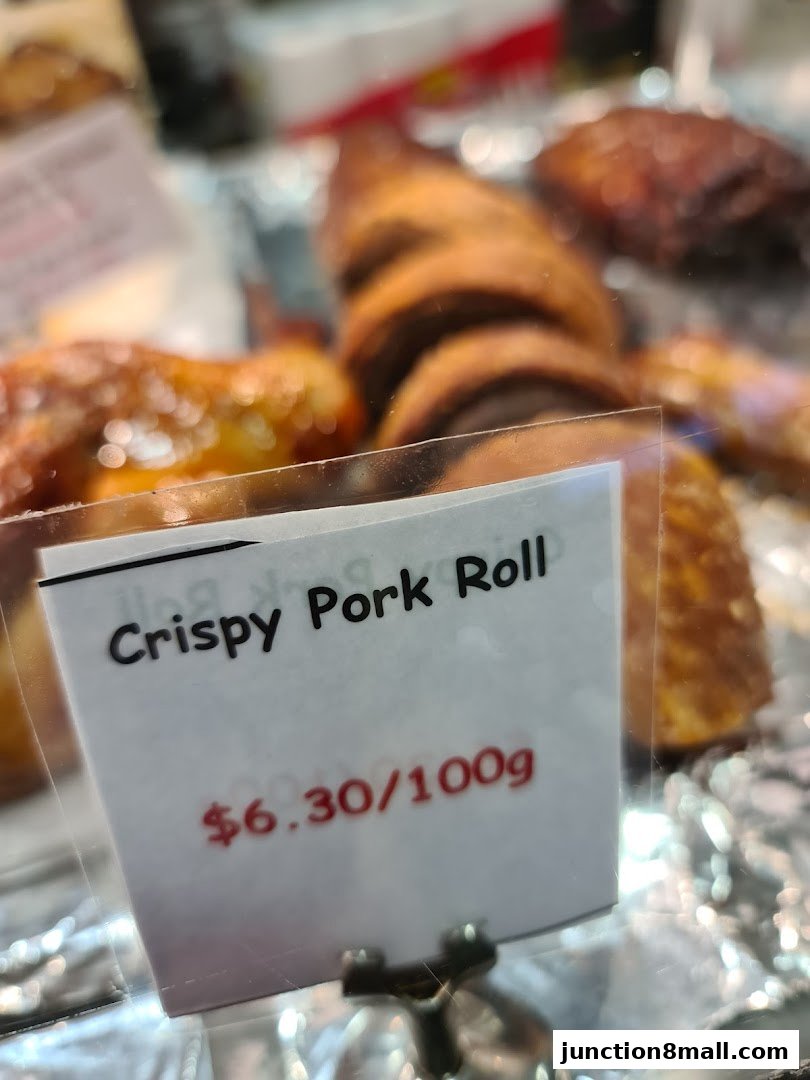 Crispy Pork Roll
$6.30/100g
junction8mall.com